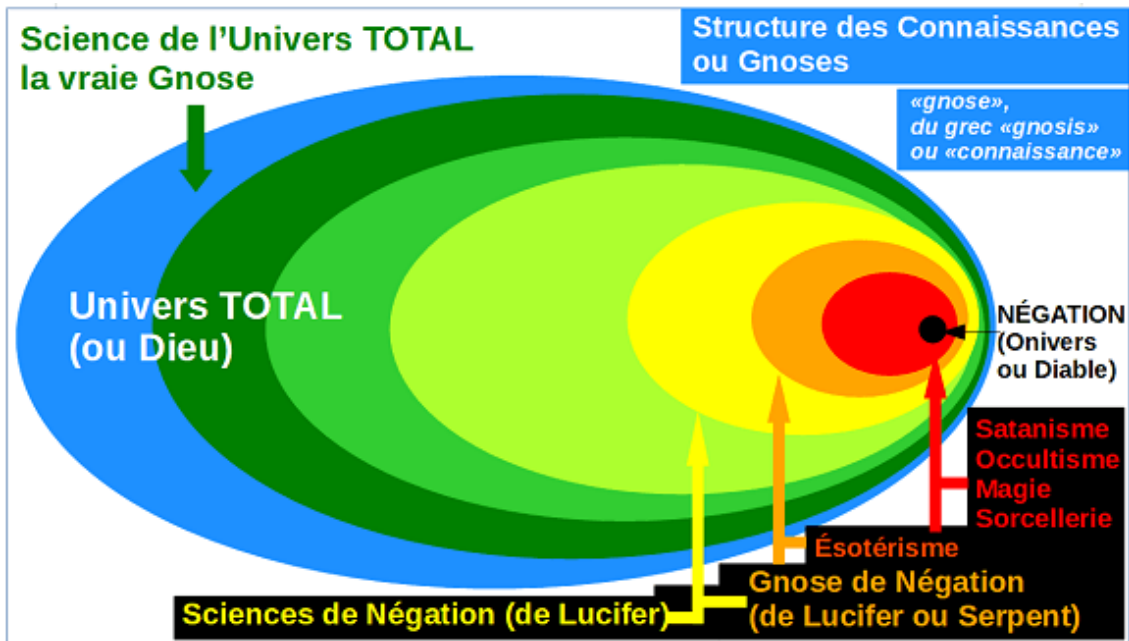 Science de l’Univers TOTAL
la vraie Gnose
Structure des Connaissances
ou Gnoses
«gnose»,
du grec «gnosis»
ou «connaissance»
Univers TOTAL
(ou Dieu)
NÉGATION
(Onivers
ou Diable)
Satanisme
Occultisme
Magie
Sorcellerie
Ésotérisme
Gnose de Négation
(de Lucifer ou Serpent)
Sciences de Négation (de Lucifer)